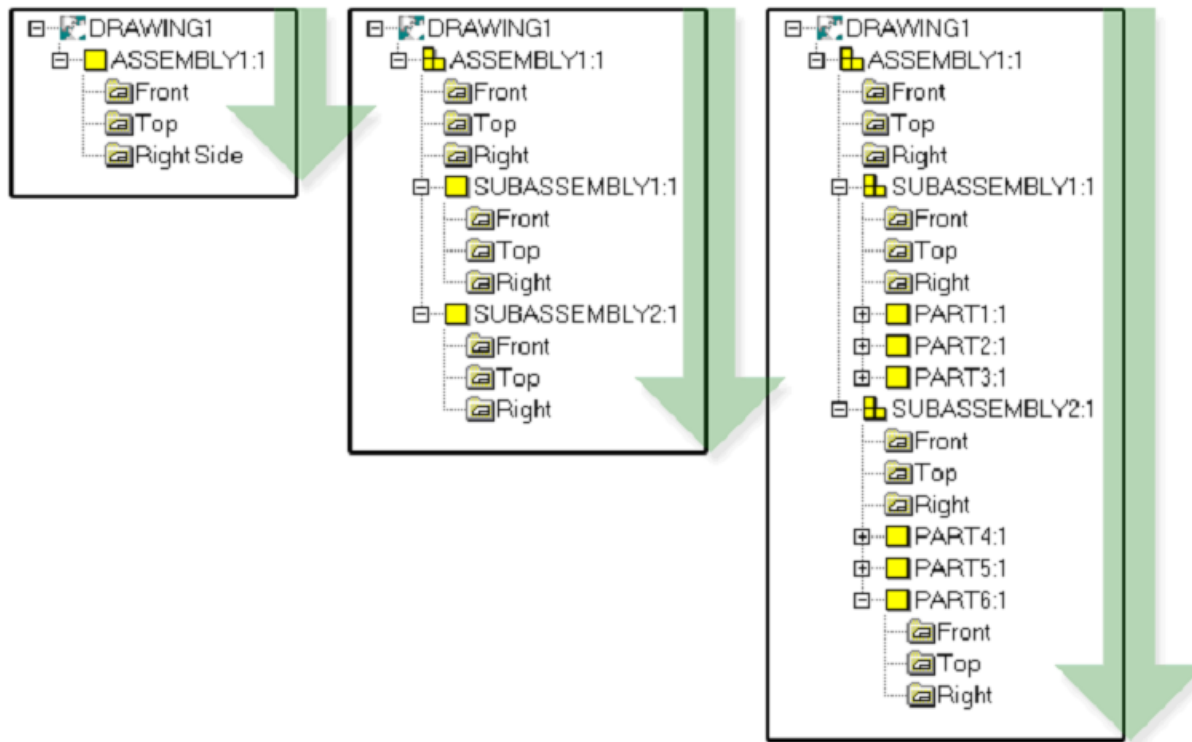 DRAWING1
ASSEMBLY1:1
Front
Top
Right Side
DRAWING1
ASSEMBLY1:1
Front
Top
Right
SUBASSEMBLY1:1
Front
Top
Right
SUBASSEMBLY2:1
Front
Top
Right
DRAWING1
ASSEMBLY1:1
Front
Top
Right
SUBASSEMBLY1:1
Front
Top
Right
PART1:1
PART2:1
PART3:1
SUBASSEMBLY2:1
Front
Top
Right
PART4:1
PART5:1
PART6:1
Front
Top
Right